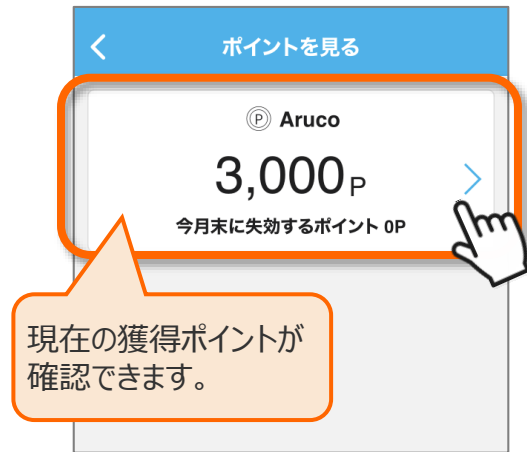 ポイントを見る
Ⓟ Aruco
3,000 P
今月末に失効するポイント 0P
現在の獲得ポイントが
確認できます。